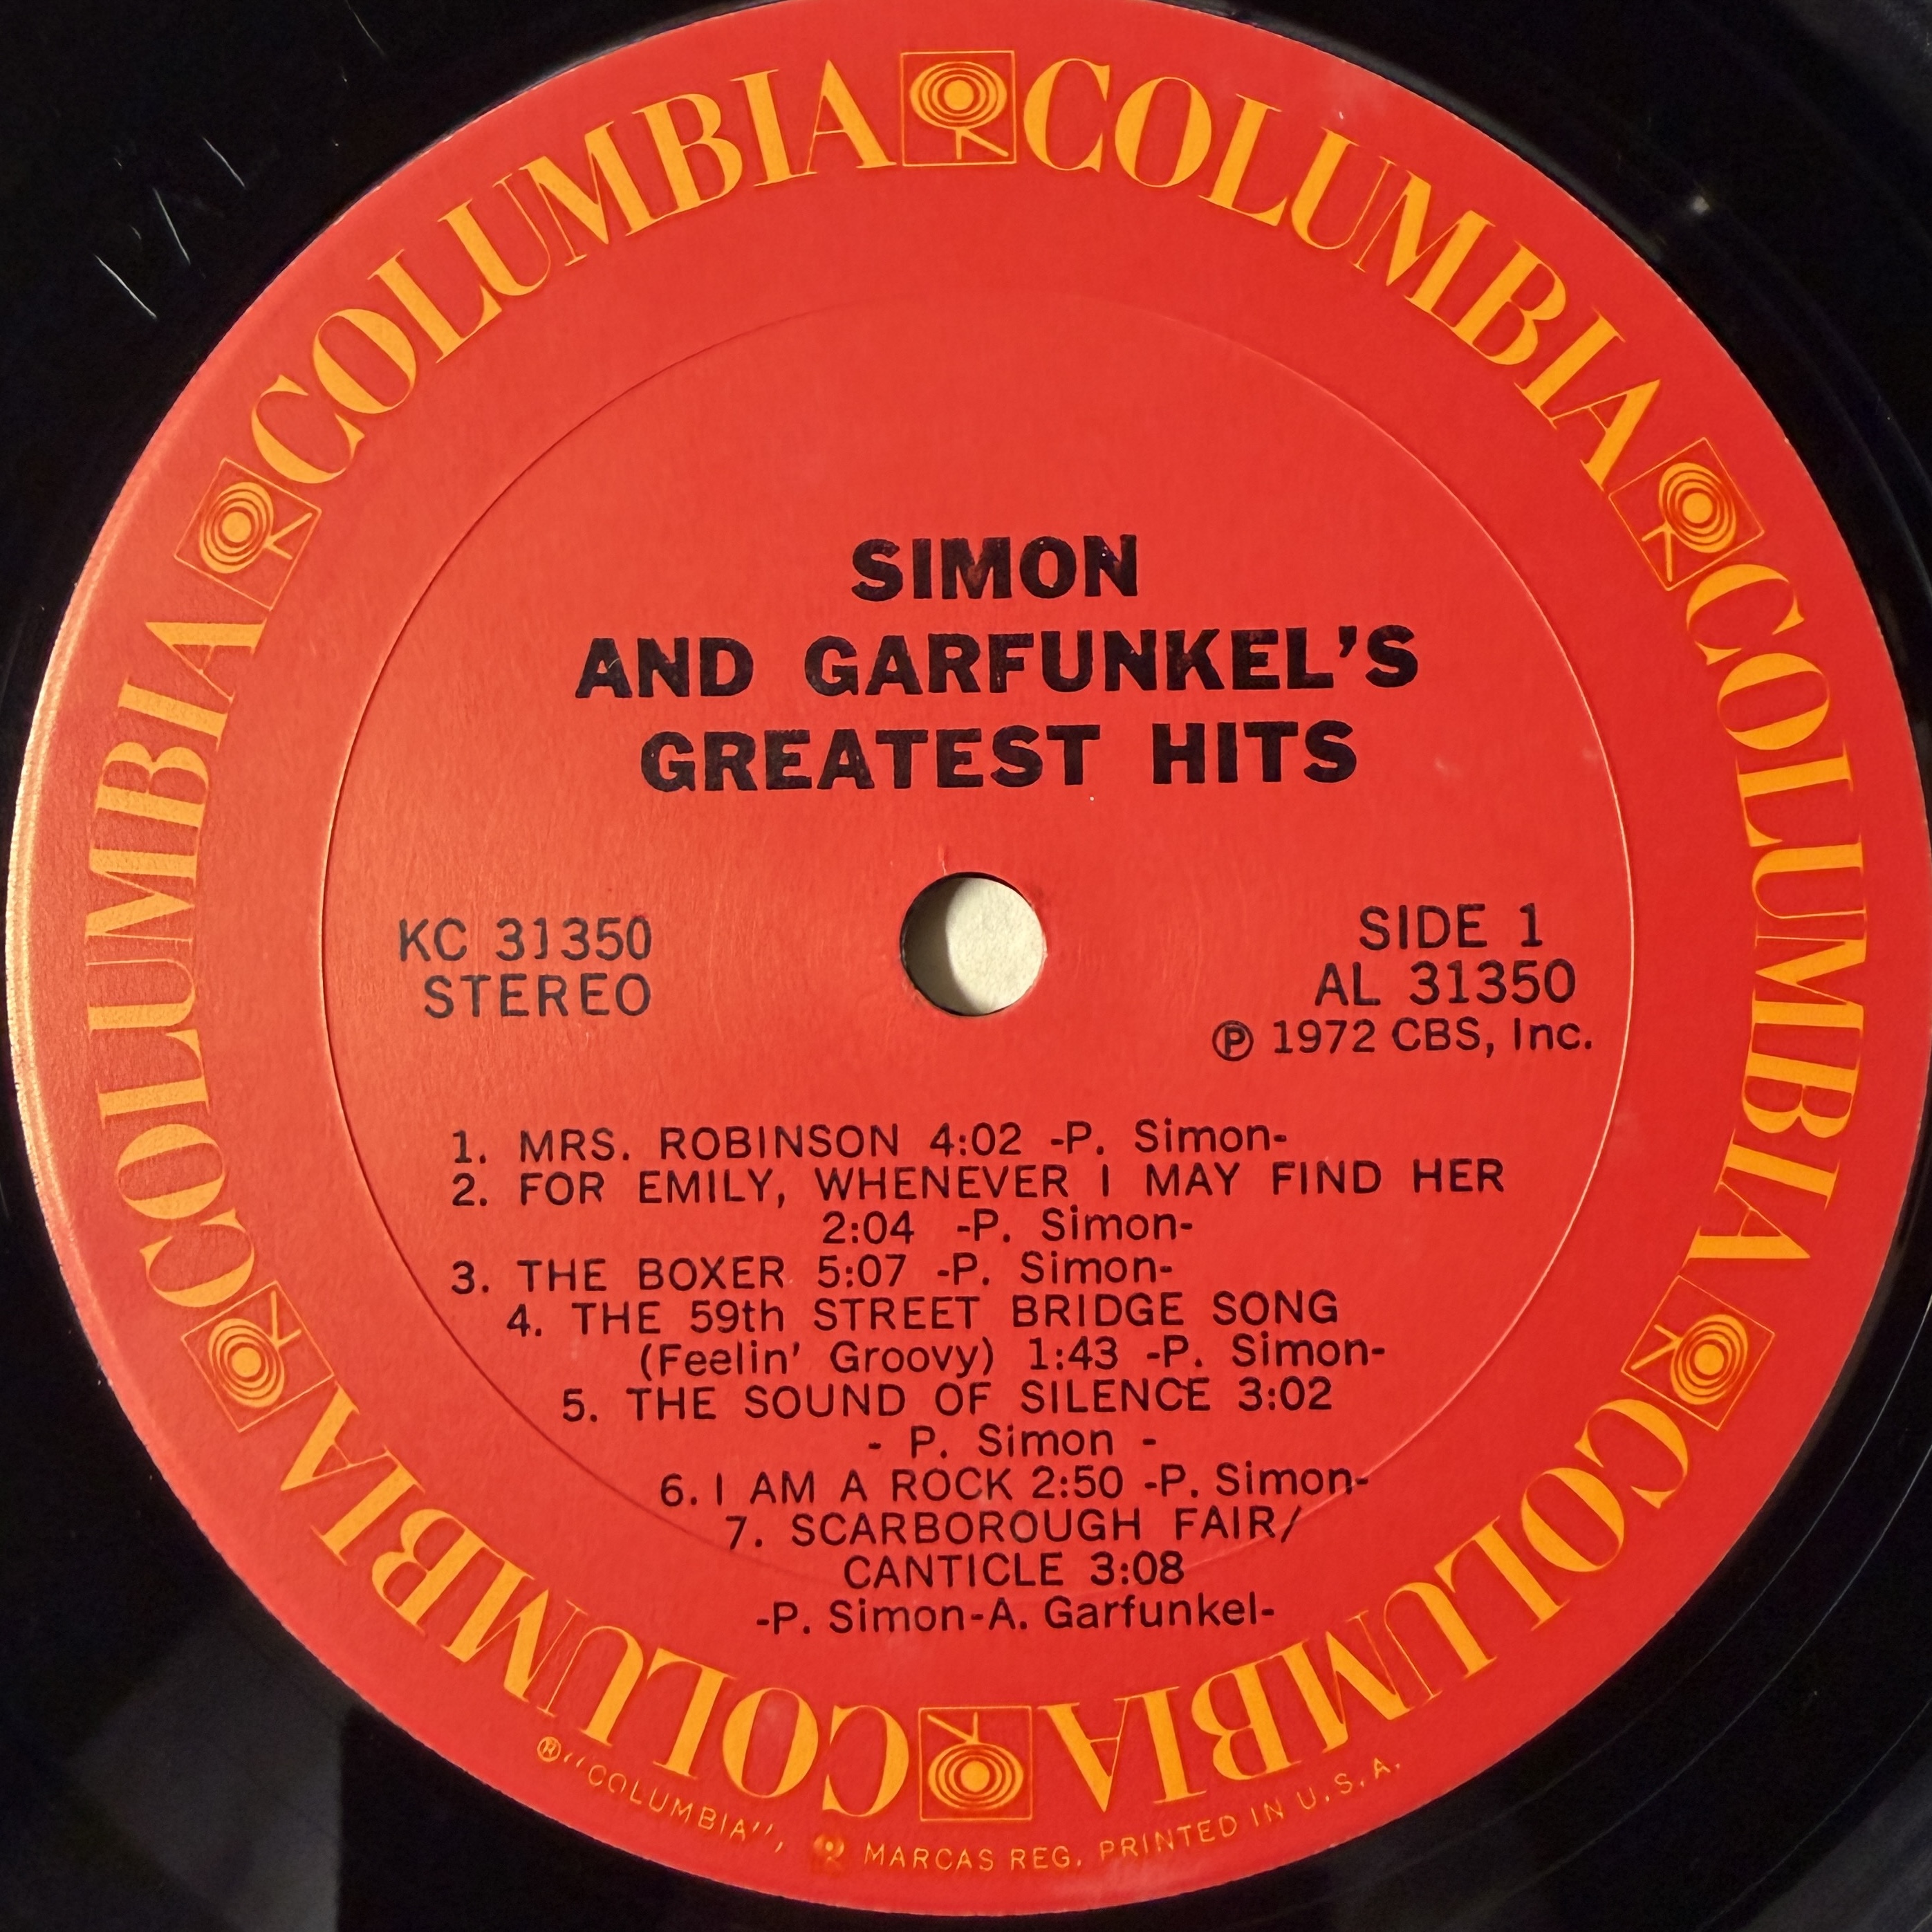 COLUMBIA COLUMBIA COLUMBIA COLUMBIA COLUMBIA COLUMBIA
SIMON
AND GARFUNKEL'S
GREATEST HITS
KC 31350
STEREO
SIDE 1
AL 31350
Ⓟ 1972 CBS, Inc.
1. MRS. ROBINSON 4:02 -P. Simon-
2. FOR EMILY, WHENEVER I MAY FIND HER
2:04 -P. Simon-
3. THE BOXER 5:07 -P. Simon-
4. THE 59th STREET BRIDGE SONG
(Feelin' Groovy) 1:43 -P. Simon-
5. THE SOUND OF SILENCE 3:02
- P. Simon -
6. I AM A ROCK 2:50 -P. Simon-
7. SCARBOROUGH FAIR/
CANTICLE 3:08
-P. Simon-A. Garfunkel-
® "COLUMBIA", MARCAS REG. PRINTED IN U.S.A.